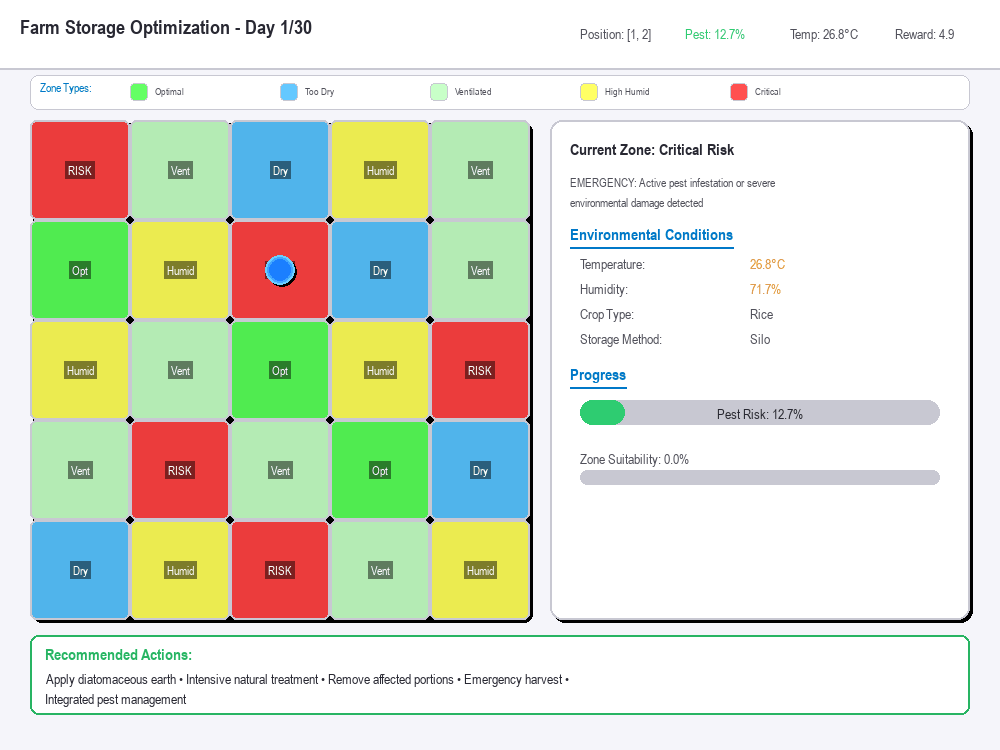 Farm Storage Optimization - Day 1/30
Position: [1, 2] Pest: 12.7% Temp: 26.8°C Reward: 4.9
Zone Types: Optimal Too Dry Ventilated High Humid Critical
RISK Vent Dry Humid Vent
Opt Humid Dry Vent
Humid Vent Opt Humid RISK
Vent RISK Vent Opt Dry
Dry Humid RISK Vent Humid
Current Zone: Critical Risk
EMERGENCY: Active pest infestation or severe
environmental damage detected
Environmental Conditions
Temperature: 26.8°C
Humidity: 71.7%
Crop Type: Rice
Storage Method: Silo
Progress
Pest Risk: 12.7%
Zone Suitability: 0.0%
Recommended Actions:
Apply diatomaceous earth • Intensive natural treatment • Remove affected portions • Emergency harvest •
Integrated pest management